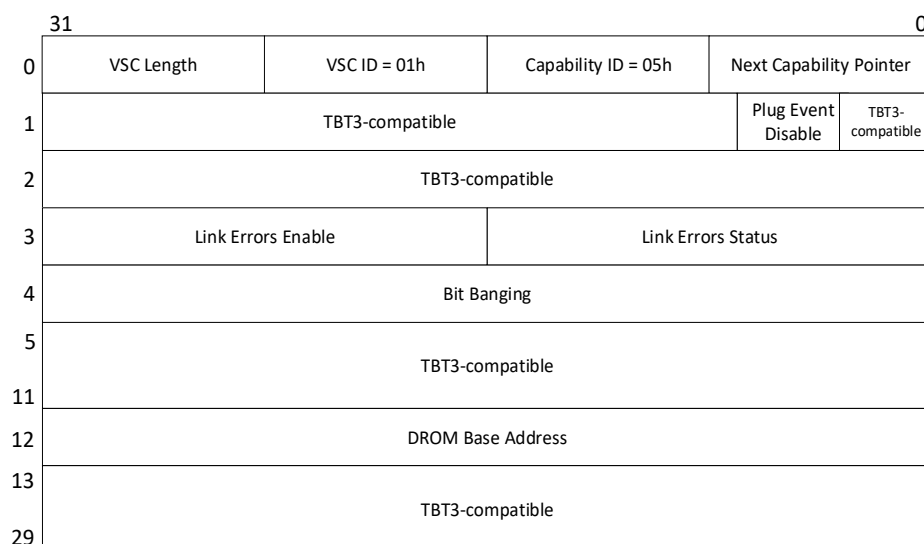 31 0
0 VSC Length VSC ID = 01h Capability ID = 05h Next Capability Pointer
1 TBT3-compatible Plug Event Disable TBT3-compatible
2 TBT3-compatible
3 Link Errors Enable Link Errors Status
4 Bit Banging
5
TBT3-compatible
11
12 DROM Base Address
13
TBT3-compatible
29